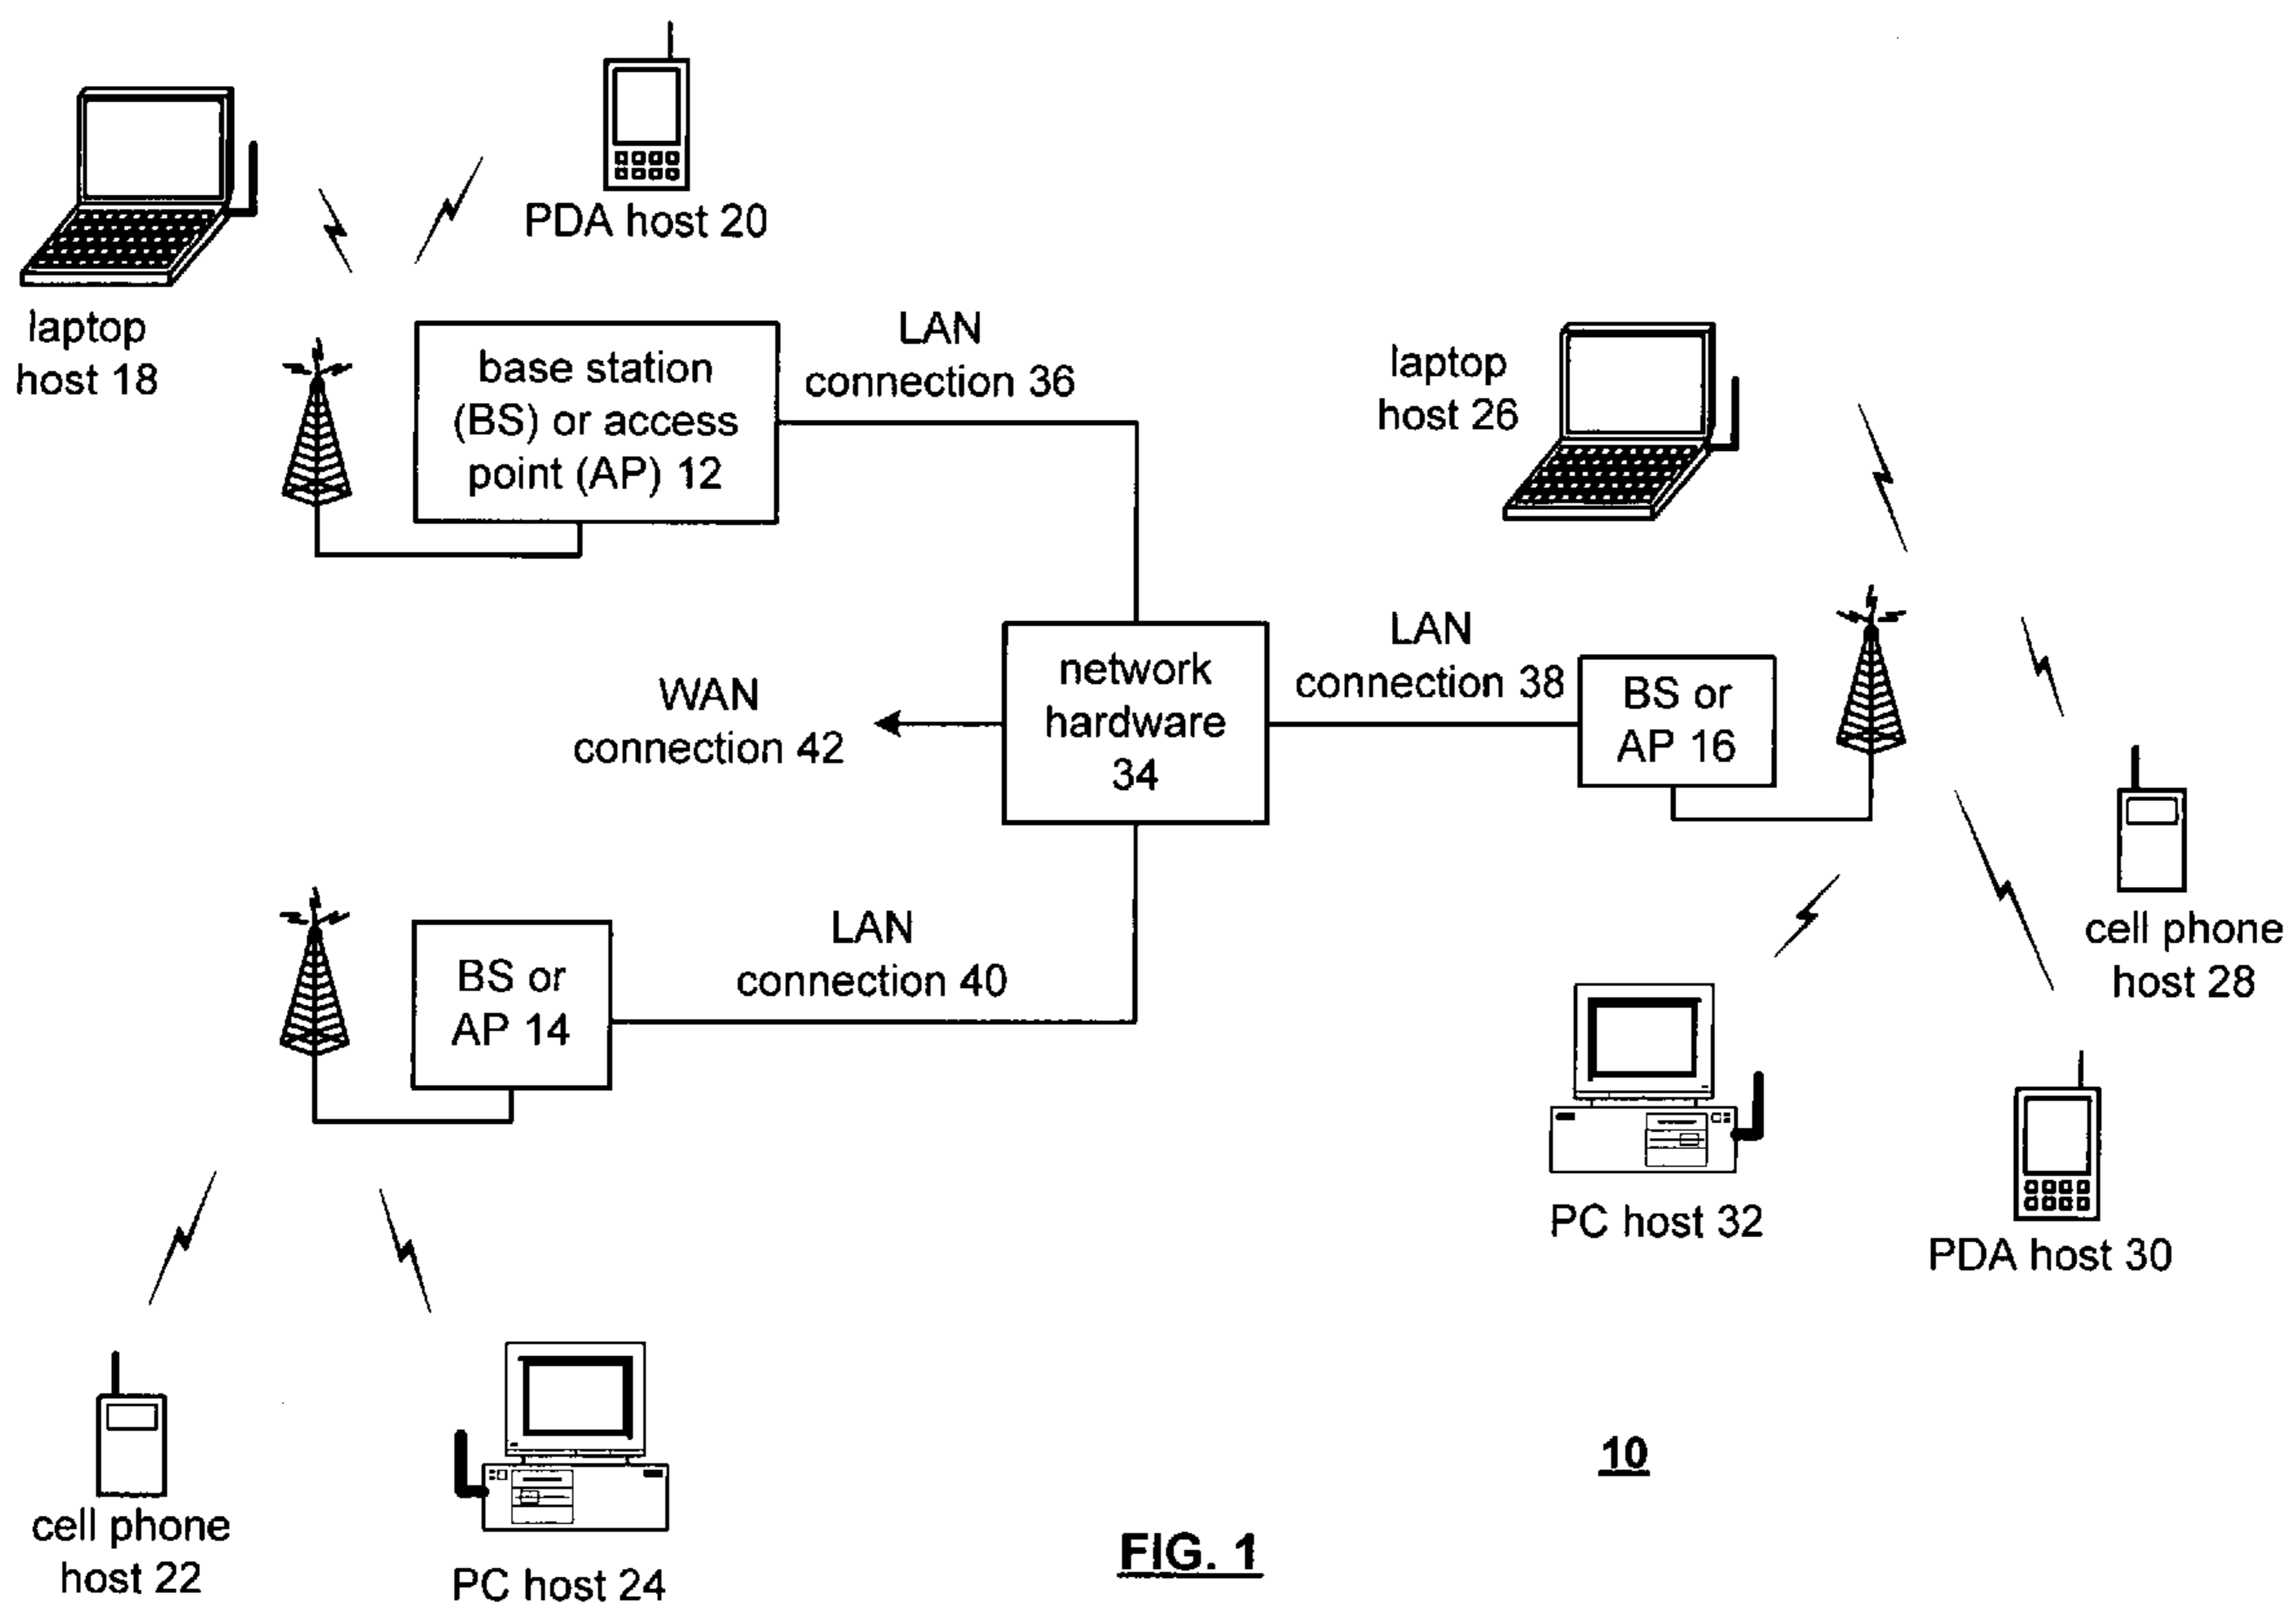 PDA host 20
laptop
host 18
base station
(BS) or access
point (AP) 12
LAN
connection 36
laptop
host 26
LAN
connection 38
network
hardware
34
WAN
connection 42
BS or
AP 16
LAN
connection 40
BS or
AP 14
cell phone
host 28
PC host 32
PDA host 30
cell phone
host 22
PC host 24
10
FIG. 1